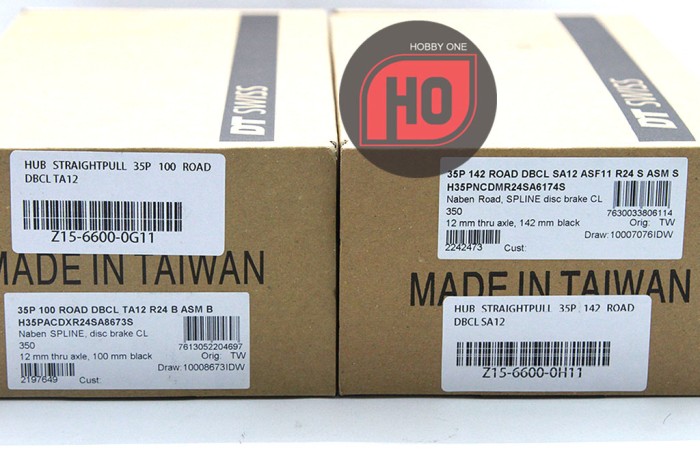 HOBBY ONE
HO
DT SWISS
DT SWISS
HUB STRAIGHTPULL 35P 100 ROAD
DBCL TA12
Z15-6600-0G11
MADE IN TAIWAN
35P 100 ROAD DBCL TA12 R24 B ASM B
H35PACDXR24SA8673S
Naben SPLINE, disc brake CL
350
7613052204697
12 mm thru axle, 100 mm black
Orig: TW
Draw: 10008673IDW
2197649
Cust:
35P 142 ROAD DBCL SA12 ASF11 R24 S ASM S
H35PNCDMR24SA6174S
Naben Road, SPLINE disc brake CL
350
7630033806114
12 mm thru axle, 142 mm black
Orig: TW
Draw: 10007076IDW
2242473
Cust:
MADE IN TAIWAN
HUB STRAIGHTPULL 35P 142 ROAD
DBCL SA12
Z15-6600-0H11